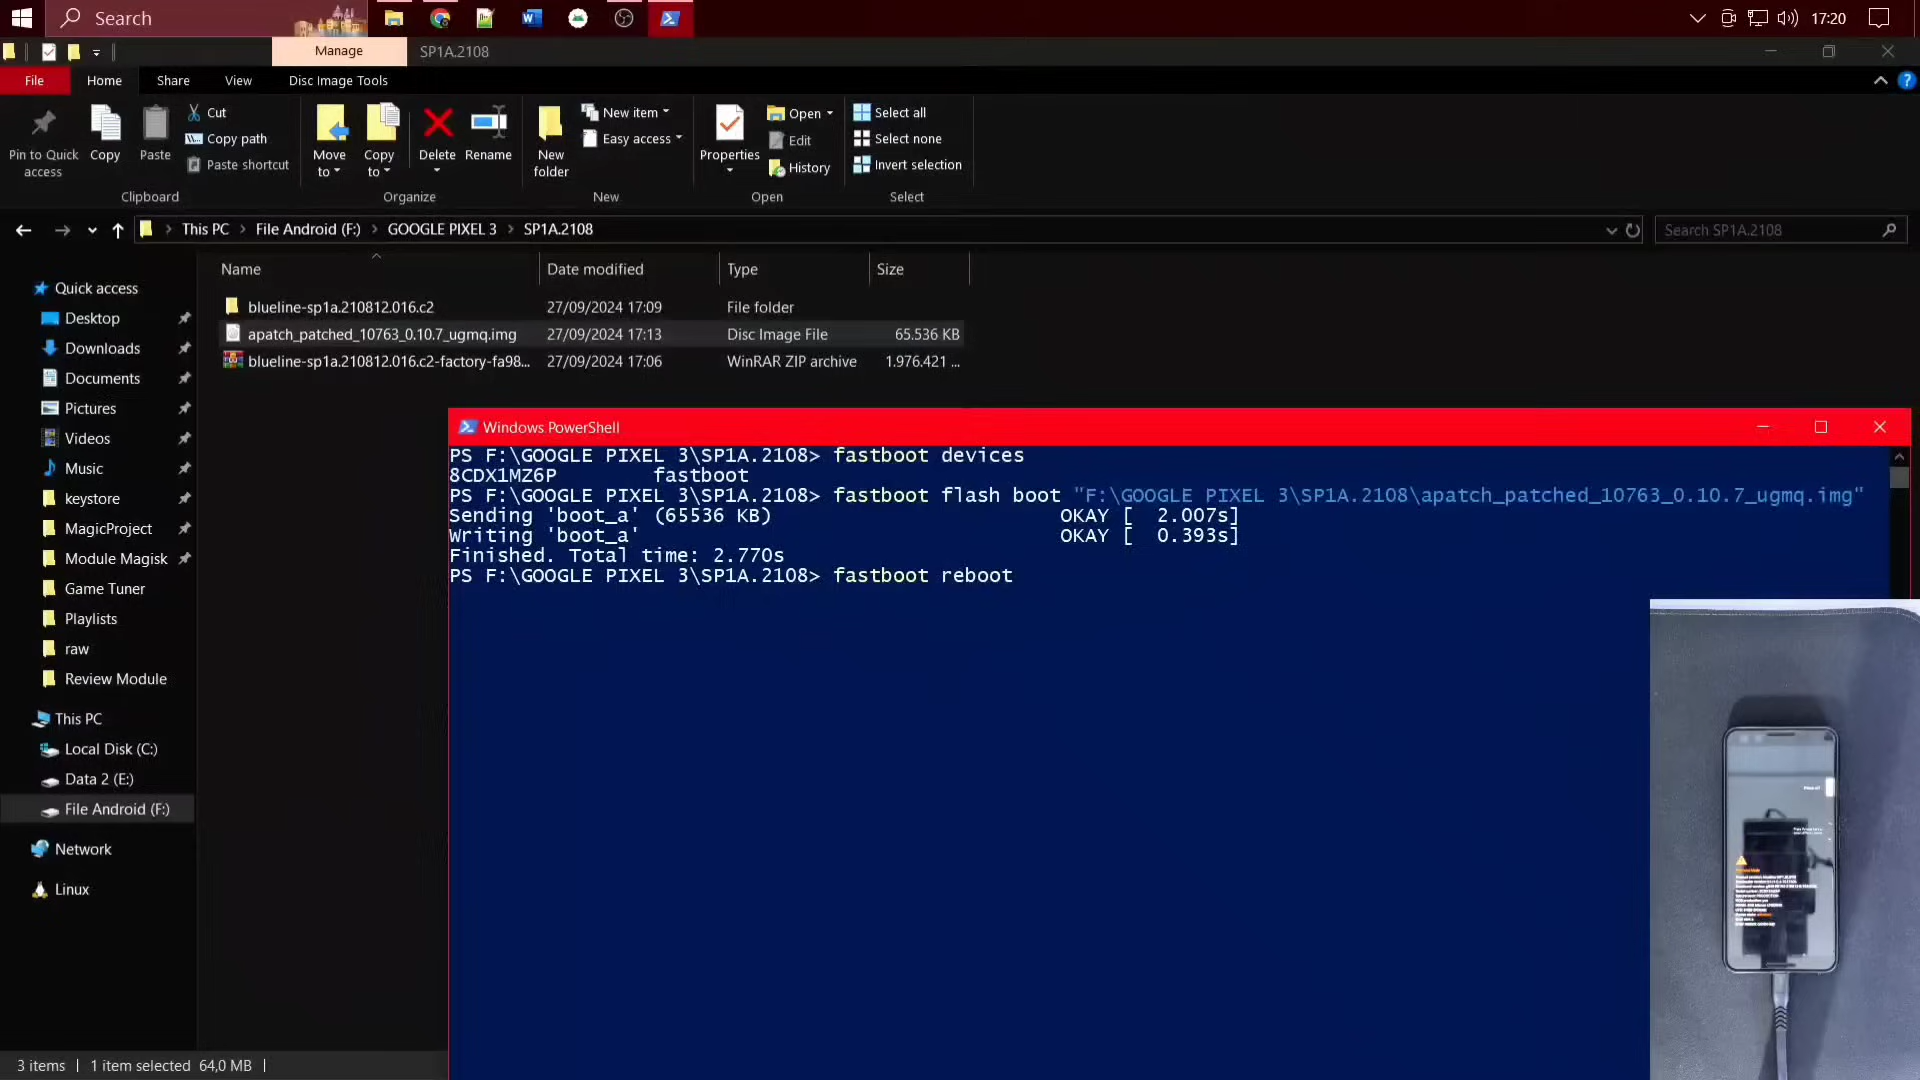 Search
17:20
Manage
SP1A.2108
File
Home
Share
View
Disc Image Tools
Pin to Quick access
Copy
Paste
Cut
Copy path
Paste shortcut
Clipboard
Move to
Copy to
Delete
Rename
Organize
New folder
New item
Easy access
New
Properties
Open
Edit
History
Open
Select all
Select none
Invert selection
Select
This PC
File Android (F:)
GOOGLE PIXEL 3
SP1A.2108
Search SP1A.2108
Name
Date modified
Type
Size
blueline-sp1a.210812.016.c2 27/09/2024 17:09 File folder
apatch_patched_10763_0.10.7_ugmq.img 27/09/2024 17:13 Disc Image File 65.536 KB
blueline-sp1a.210812.016.c2-factory-fa98... 27/09/2024 17:06 WinRAR ZIP archive 1.976.421 ...
Quick access
Desktop
Downloads
Documents
Pictures
Videos
Music
keystore
MagicProject
Module Magisk
Game Tuner
Playlists
raw
Review Module
This PC
Local Disk (C:)
Data 2 (E:)
File Android (F:)
Network
Linux
Windows PowerShell
PS F:\GOOGLE PIXEL 3\SP1A.2108> fastboot devices
8CDX1MZ6P fastboot
PS F:\GOOGLE PIXEL 3\SP1A.2108> fastboot flash boot "F:\GOOGLE PIXEL 3\SP1A.2108\apatch_patched_10763_0.10.7_ugmq.img"
Sending 'boot_a' (65536 KB) OKAY [ 2.007s]
Writing 'boot_a' OKAY [ 0.393s]
Finished. Total time: 2.770s
PS F:\GOOGLE PIXEL 3\SP1A.2108> fastboot reboot
3 items
1 item selected 64,0 MB